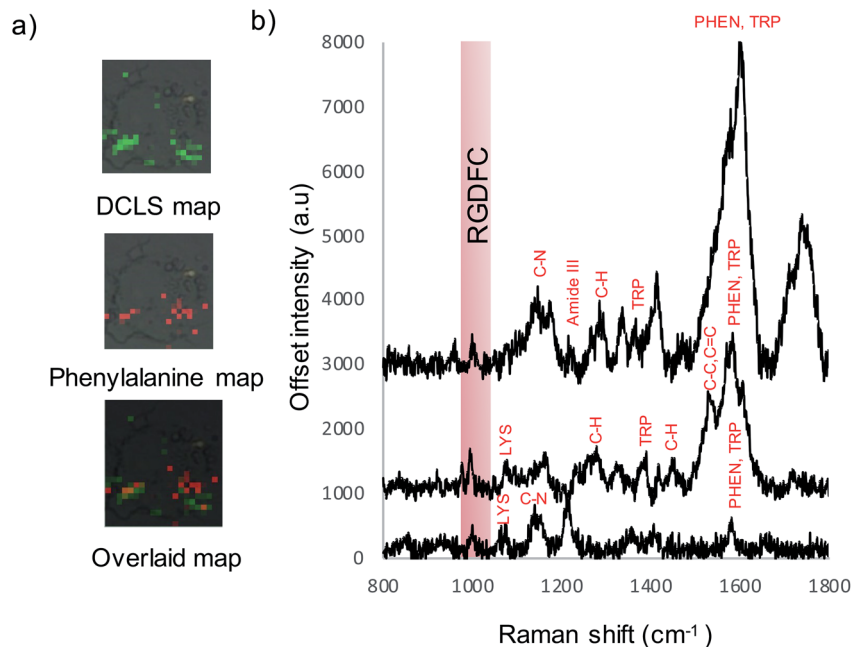 a)
DCLS map
Phenylalanine map
Overlaid map
b)
PHEN, TRP
8000
7000
6000
5000
4000
3000
2000
1000
0
Offset intensity (a.u)
RGDFC
C-N
Amide III
C-H
TRP
PHEN, TRP
C-C,C=C
LYS
C-H
TRP
C-H
PHEN, TRP
LYS
C-N
800
1000
1200
1400
1600
1800
Raman shift (cm-1)